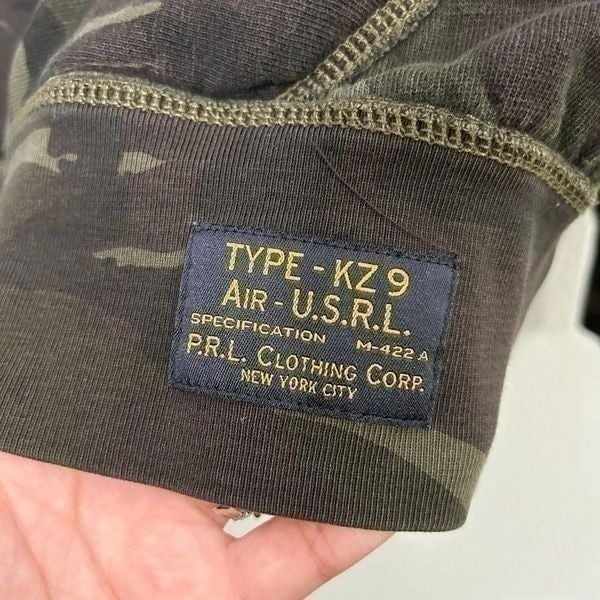 TYPE - KZ 9
AIR - U.S.R.L.
SPECIFICATION M-422 A
P.R.L. CLOTHING CORP.
NEW YORK CITY